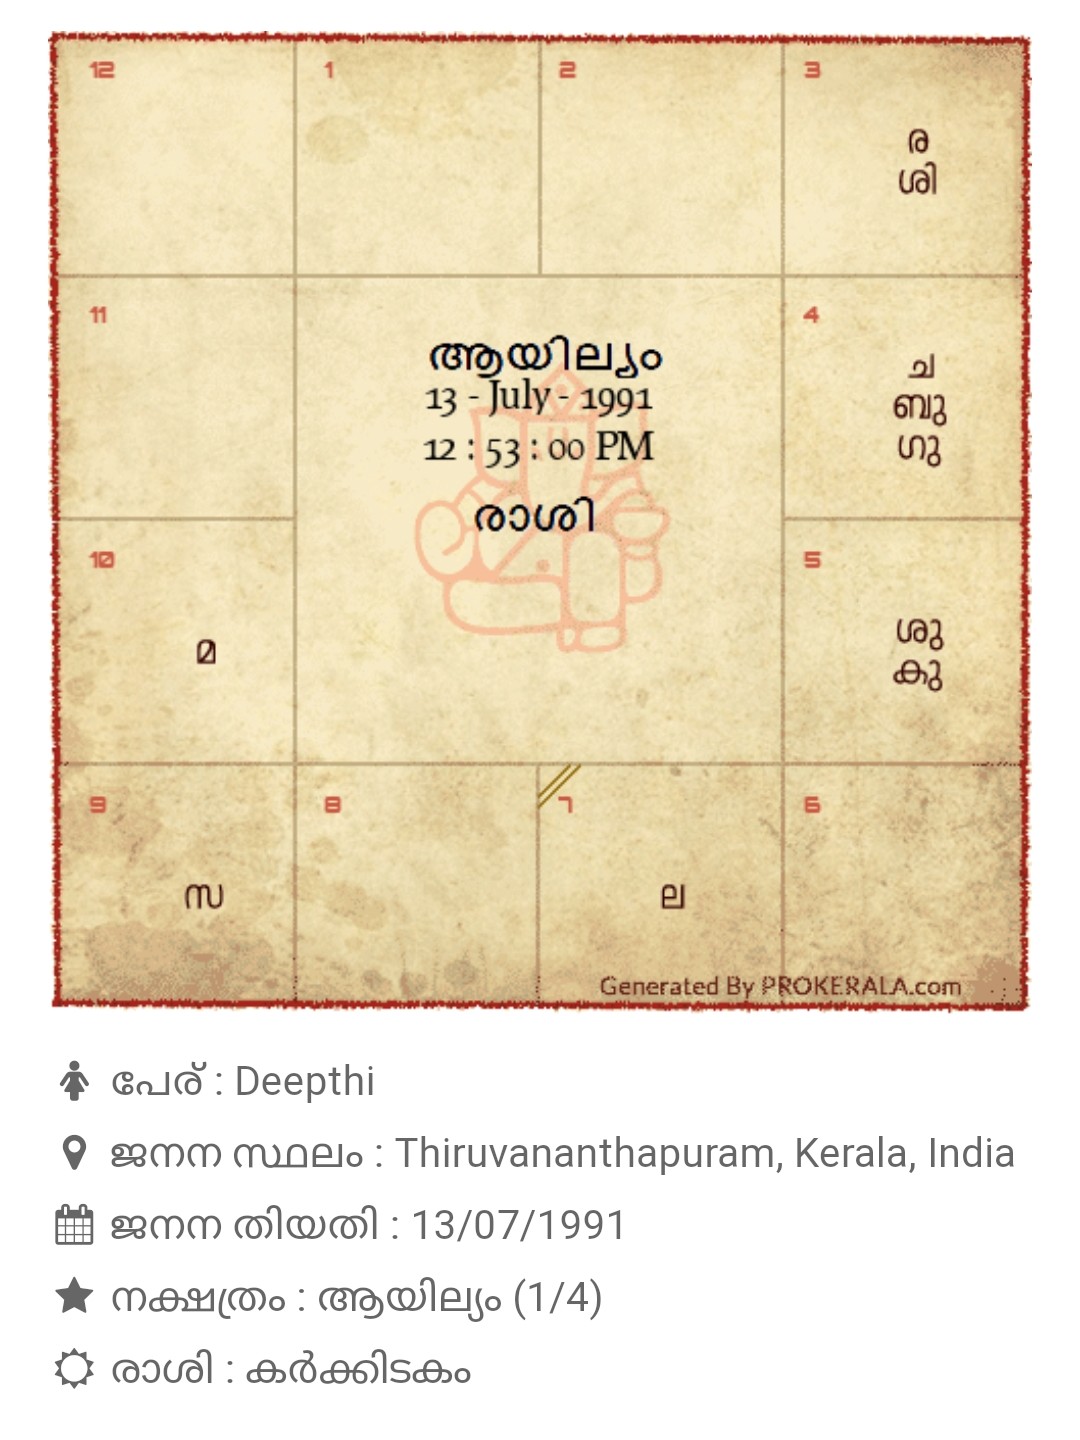 12
1
2
3
ര
ശി
11
ആയില്യം
13 - July - 1991
12 : 53 : 00 PM
രാശി
4
ച
ബു
ഗു
10
മ
5
ശു
കു
9
സ
8
7
ല
6
Generated By PROKERALA.com
പേര് : Deepthi
ജനന സ്ഥലം : Thiruvananthapuram, Kerala, India
ജനന തിയതി : 13/07/1991
നക്ഷത്രം : ആയില്യം (1/4)
രാശി : കർക്കിടകം